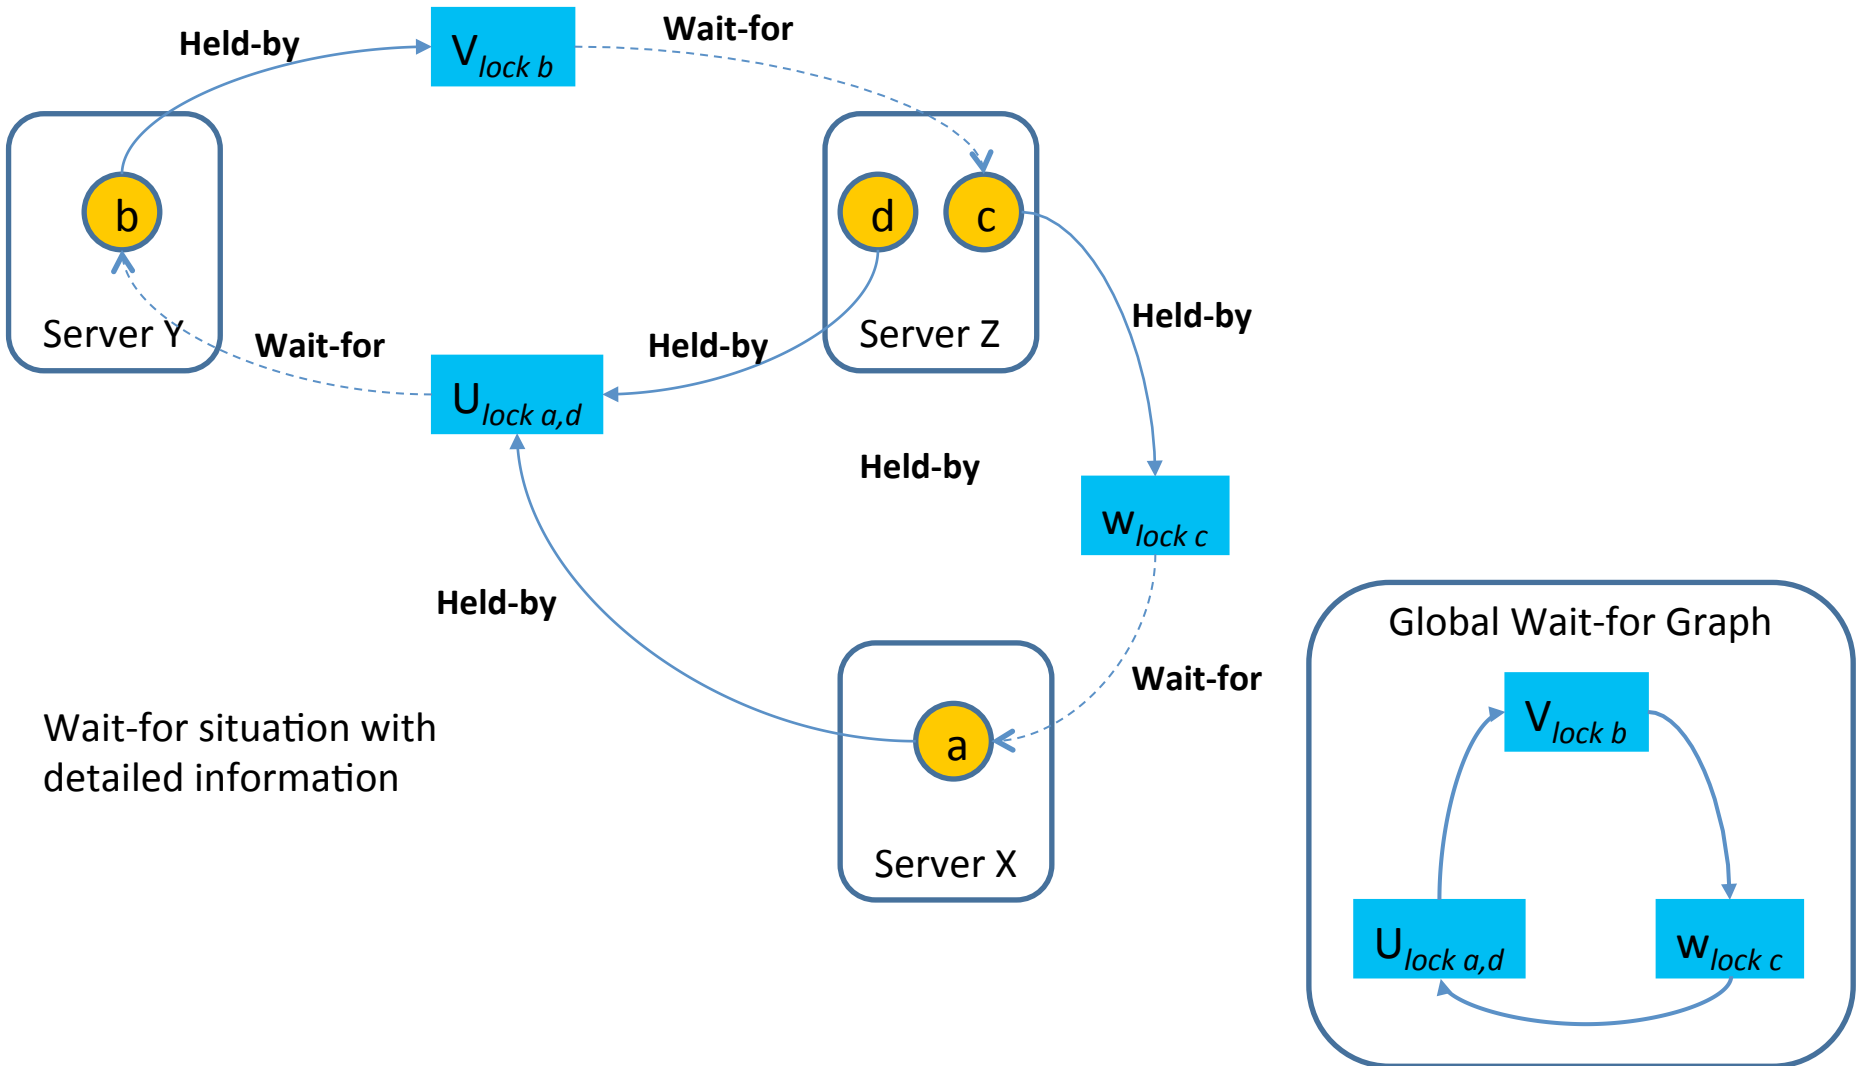 Held-by
V lock b
Wait-for
b
Server Y
d
c
Server Z
Wait-for
Held-by
Held-by
U lock a,d
Held-by
w lock c
Held-by
Wait-for
a
Server X
Wait-for situation with
detailed information
Global Wait-for Graph
V lock b
U lock a,d
w lock c